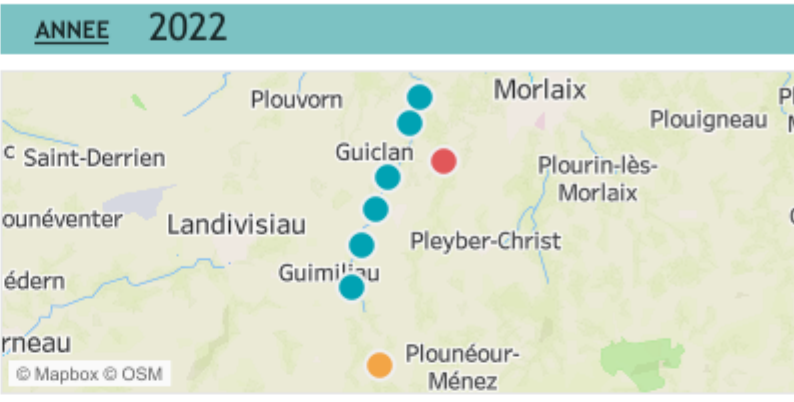 ANNEE 2022
Plouvorn
Morlaix
Plouigneau
Guiclan
c Saint-Derrien
Plourin-lès-
Morlaix
ounéventer
Landivisiau
Pleyber-Christ
Guimiliau
édern
rneau
Plounéour-
Ménez
© Mapbox © OSM